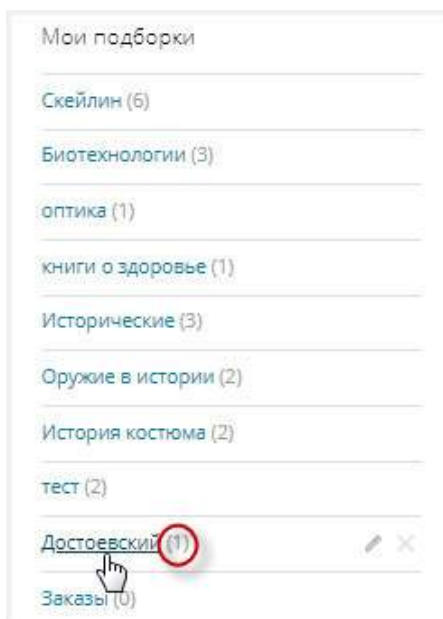 Мои подборки
Скейлин (6)
Биотехнологии (3)
оптика (1)
книги о здоровье (1)
Исторические (3)
Оружие в истории (2)
История костюма (2)
тест (2)
Достоевский (1)
Заказы (0)